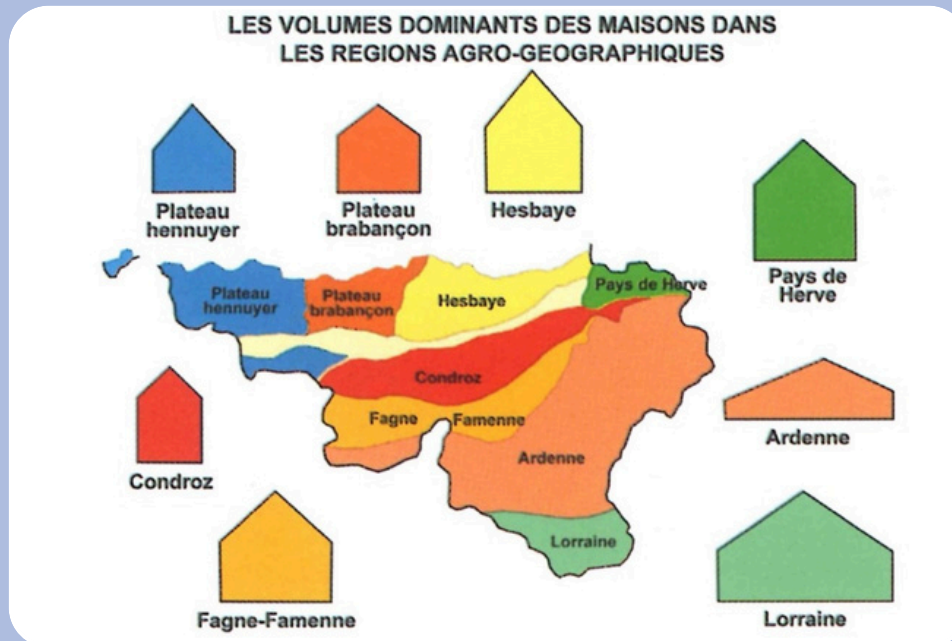 LES VOLUMES DOMINANTS DES MAISONS DANS
LES REGIONS AGRO-GEOGRAPHIQUES
Plateau
hennuyer
Plateau
brabançon
Hesbaye
Pays de
Herve
Plateau
hennuyer
Plateau
brabançon
Hesbaye
Pays de Herve
Condroz
Fagne
Famenne
Ardenne
Lorraine
Condroz
Ardenne
Fagne-Famenne
Lorraine